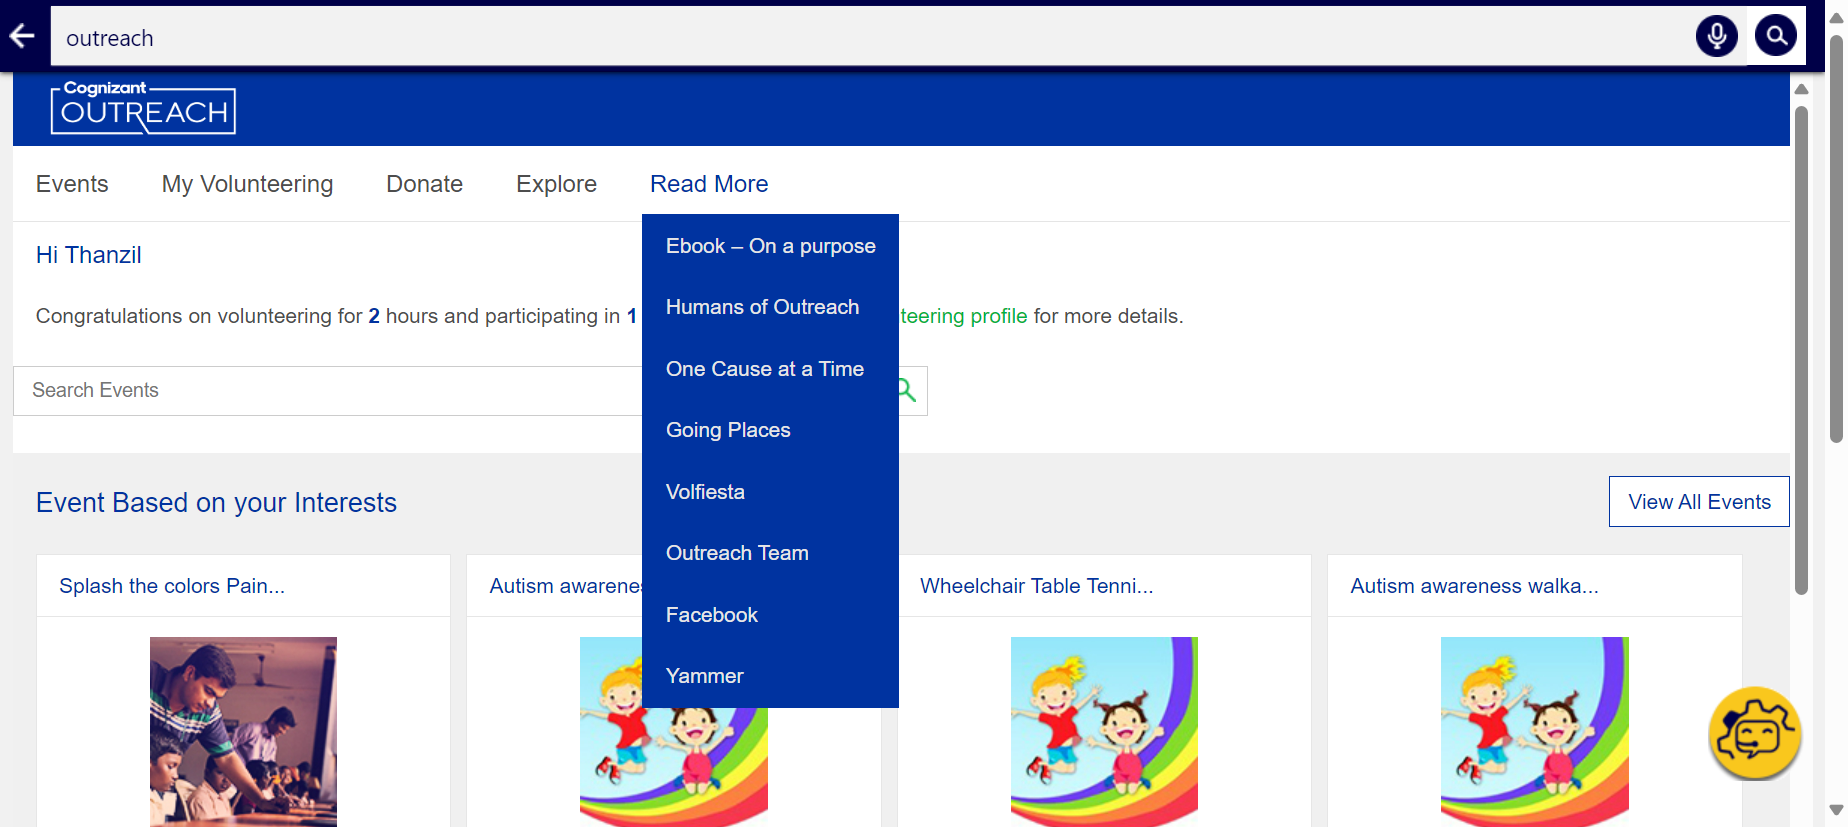 outreach
Cognizant
OUTREACH
Events My Volunteering Donate Explore Read More
Hi Thanzil
Congratulations on volunteering for 2 hours and participating in 1 teering profile for more details.
Search Events
Ebook – On a purpose
Humans of Outreach
One Cause at a Time
Going Places
Volfiesta
Outreach Team
Facebook
Yammer
Event Based on your Interests
View All Events
Splash the colors Pain...
Autism awarenes
Wheelchair Table Tenni...
Autism awareness walka...